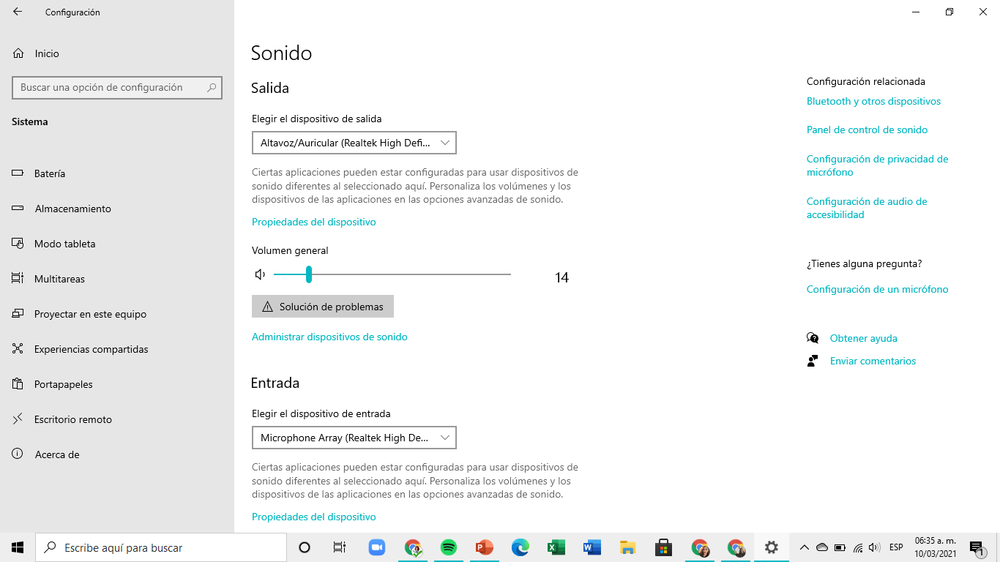 Configuración
Inicio
Buscar una opción de configuración
Sistema
Batería
Almacenamiento
Modo tableta
Multitareas
Proyectar en este equipo
Experiencias compartidas
Portapapeles
Escritorio remoto
Acerca de
Sonido
Salida
Elegir el dispositivo de salida
Altavoz/Auricular (Realtek High Defi...
Ciertas aplicaciones pueden estar configuradas para usar dispositivos de
sonido diferentes al seleccionado aquí. Personaliza los volúmenes y los
dispositivos de las aplicaciones en las opciones avanzadas de sonido.
Propiedades del dispositivo
Volumen general
14
Solución de problemas
Administrar dispositivos de sonido
Entrada
Elegir el dispositivo de entrada
Microphone Array (Realtek High De...
Ciertas aplicaciones pueden estar configuradas para usar dispositivos de
sonido diferentes al seleccionado aquí. Personaliza los volúmenes y los
dispositivos de las aplicaciones en las opciones avanzadas de sonido.
Propiedades del dispositivo
Configuración relacionada
Bluetooth y otros dispositivos
Panel de control de sonido
Configuración de privacidad de
micrófono
Configuración de audio de
accesibilidad
¿Tienes alguna pregunta?
Configuración de un micrófono
Obtener ayuda
Enviar comentarios
Escribe aquí para buscar
ESP
06:35 a. m.
10/03/2021
1